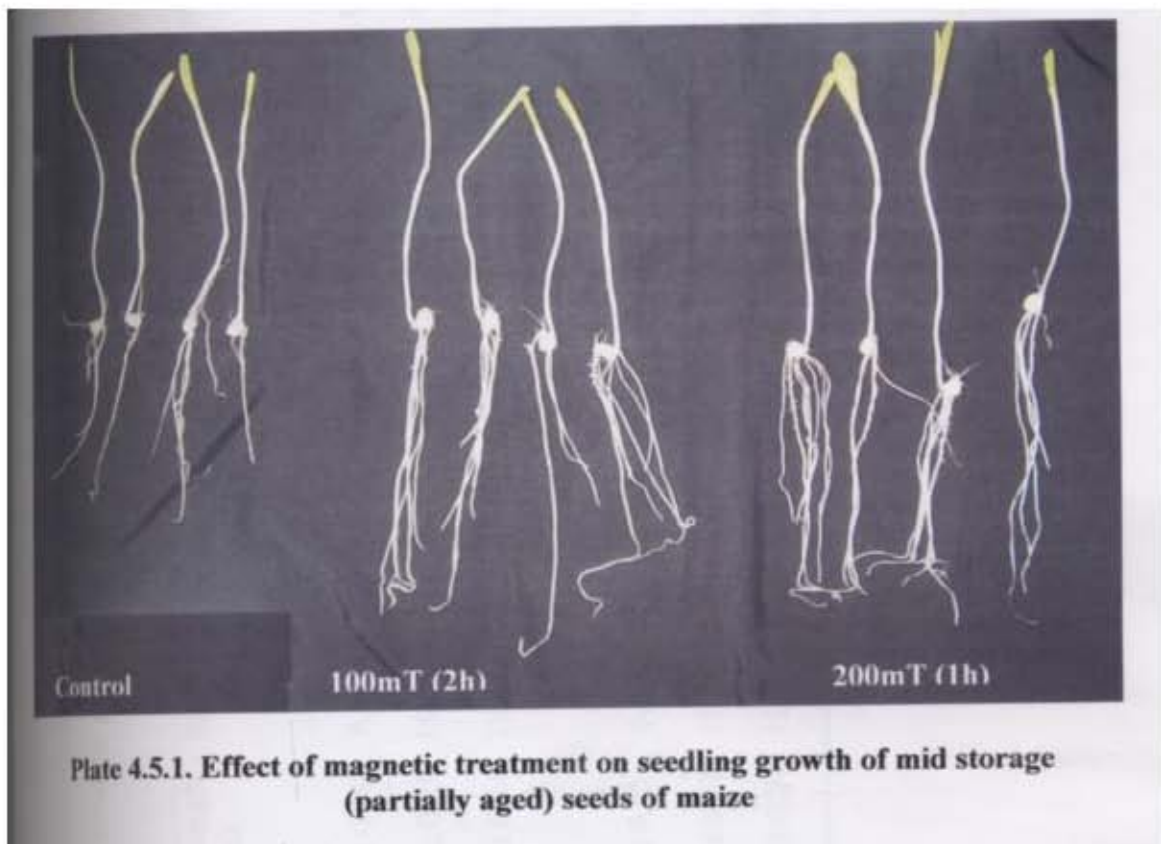 Control
100mT (2h)
200mT (1h)
Plate 4.5.1. Effect of magnetic treatment on seedling growth of mid storage
(partially aged) seeds of maize